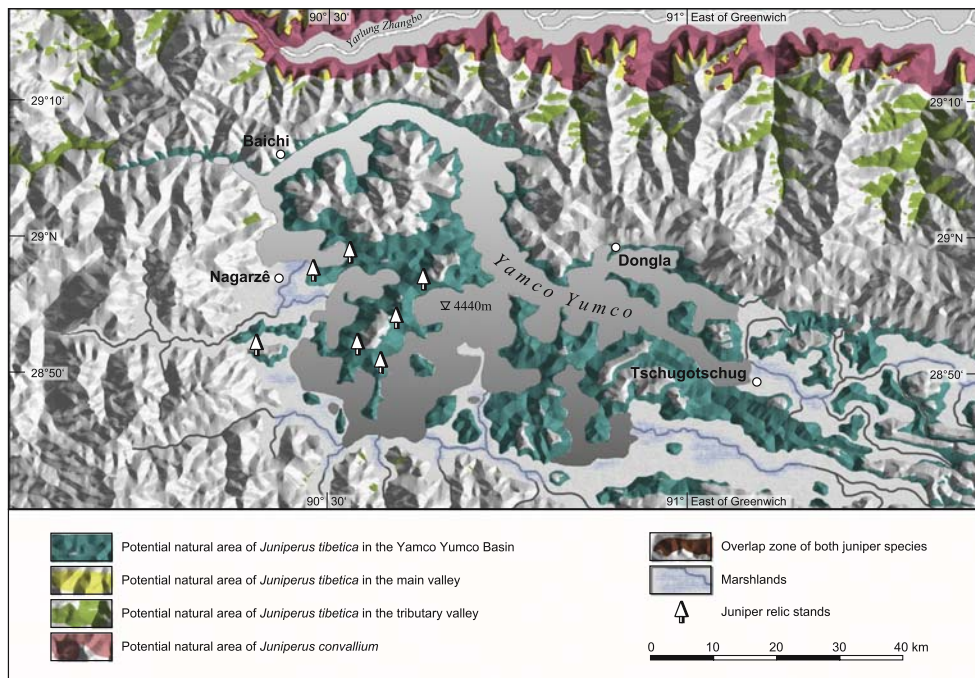 90° 30'
91° East of Greenwich
Yarlung Zhangbo
29°10'
29°10'
Baichi
29°N
29°N
Dongla
Nagarzê
Yamco Yumco
4440m
28°50'
Tschugotschug
28°50'
90° 30'
91° East of Greenwich
Potential natural area of Juniperus tibetica in the Yamco Yumco Basin
Potential natural area of Juniperus tibetica in the main valley
Potential natural area of Juniperus tibetica in the tributary valley
Potential natural area of Juniperus convallium
Overlap zone of both juniper species
Marshlands
Juniper relic stands
0 10 20 30 40 km